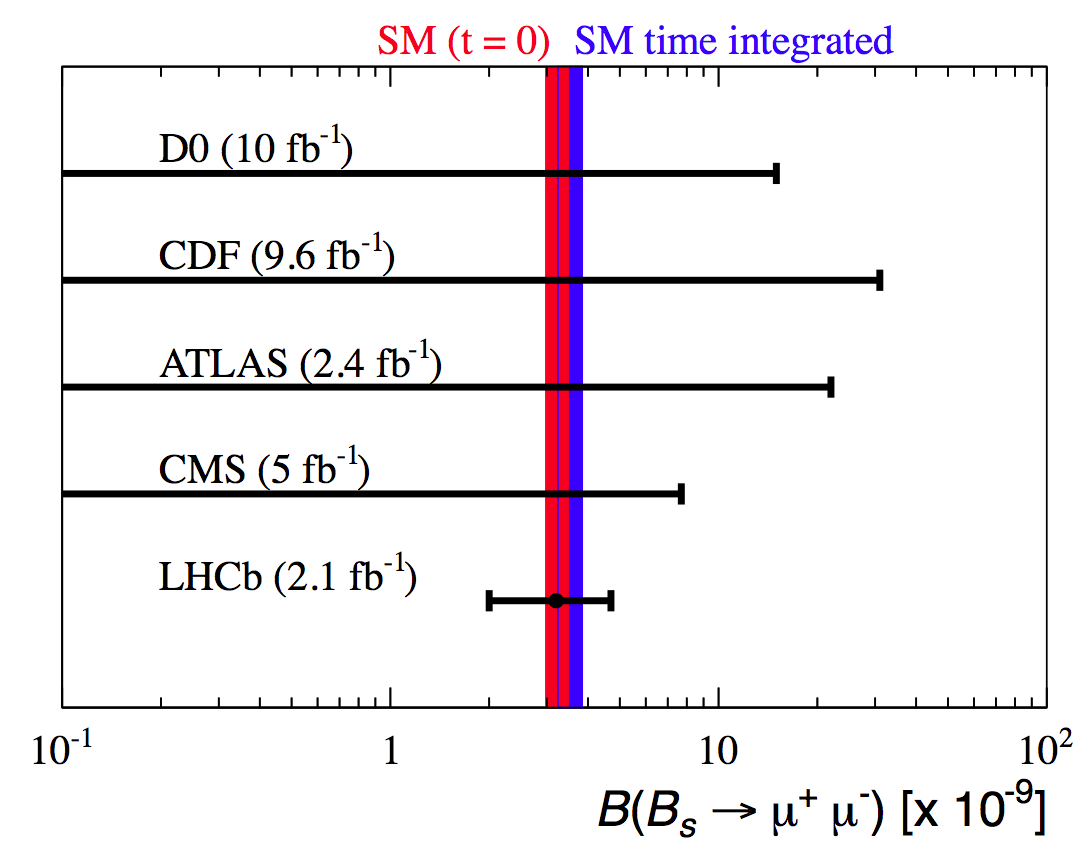 SM (t = 0) SM time integrated
D0 (10 fb⁻¹)
CDF (9.6 fb⁻¹)
ATLAS (2.4 fb⁻¹)
CMS (5 fb⁻¹)
LHCb (2.1 fb⁻¹)
10⁻¹ 1 10 10²
B(Bₛ → μ⁺ μ⁻) [x 10⁻⁹]